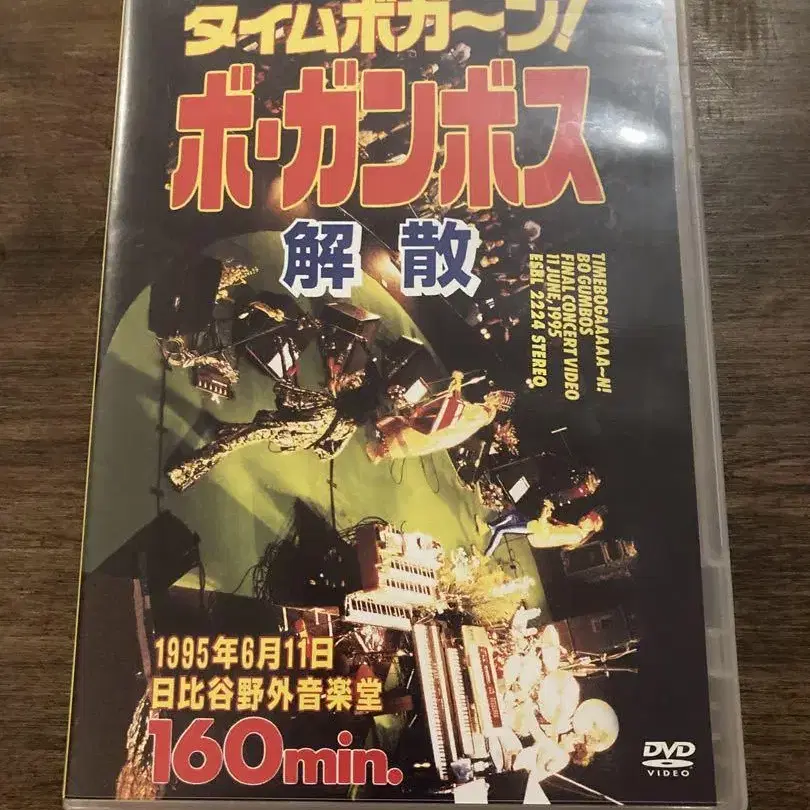 タイムボガ〜ン!
ボ・ガンボス
解散
TIMEBOGAAAAA~N!
BO GUMBOS
FINAL CONCERT VIDEO
11 JUNE, 1995
ESBL 2224 STEREO
1995年6月11日
日比谷野外音楽堂
160min.
DVD
VIDEO